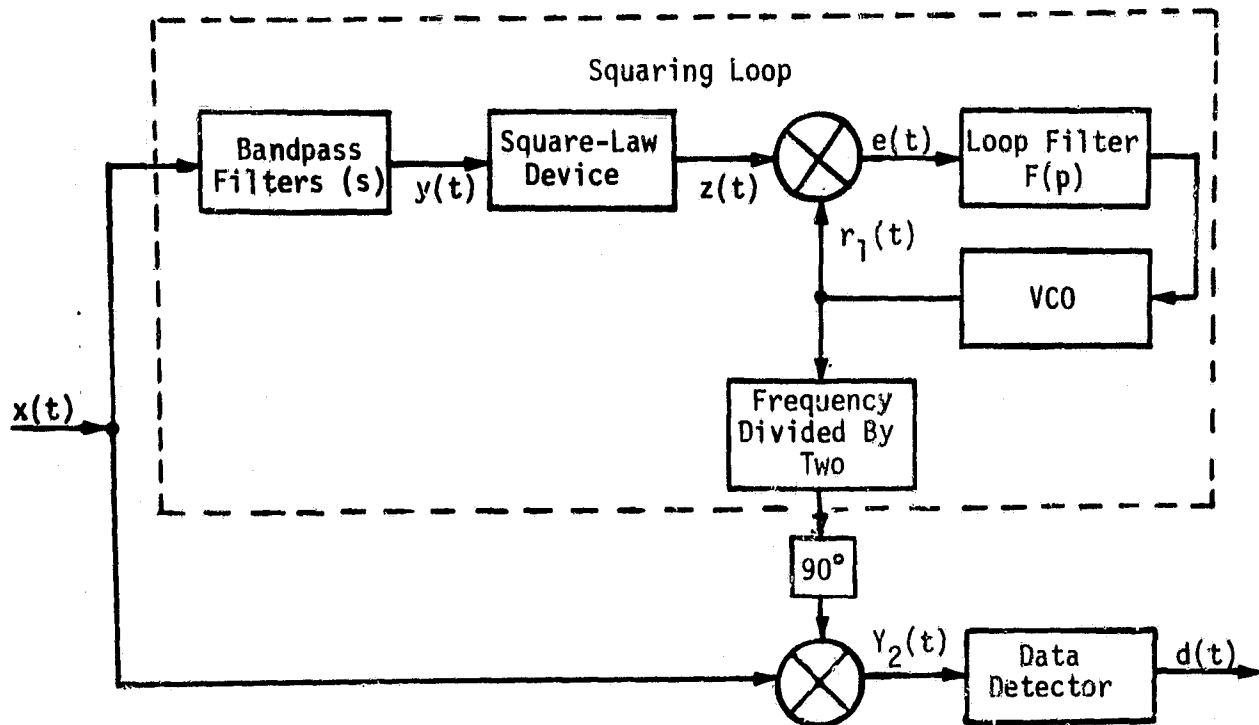 Squaring Loop
Bandpass
Filters (s)
y(t)
Square-Law
Device
z(t)
e(t)
Loop Filter
F(p)
r₁(t)
VCO
Frequency
Divided By
Two
x(t)
90°
Y₂(t)
Data
Detector
d(t)